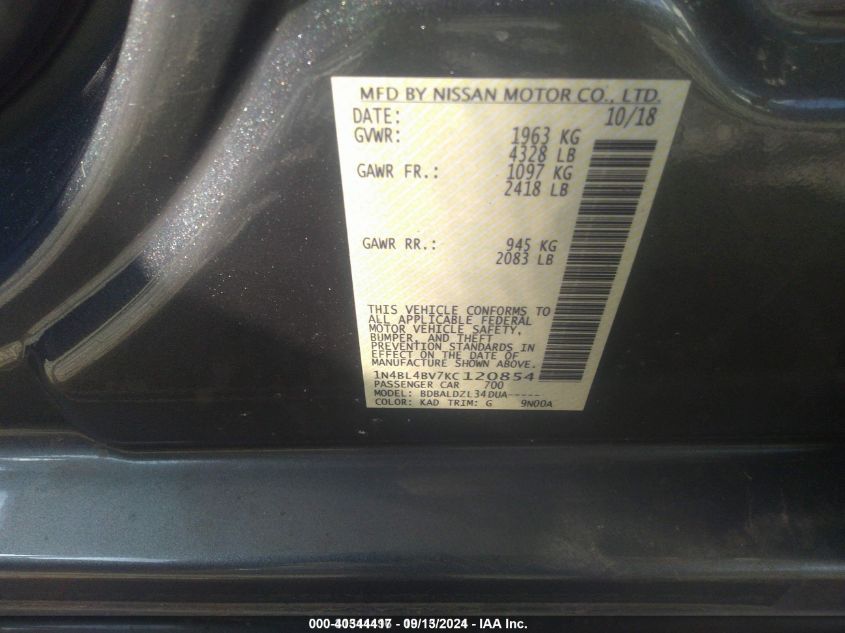 MFD BY NISSAN MOTOR CO., LTD.
DATE: 10/18
GVWR: 1963 KG
4328 LB
GAWR FR.: 1097 KG
2418 LB
GAWR RR.: 945 KG
2083 LB
THIS VEHICLE CONFORMS TO
ALL APPLICABLE FEDERAL
MOTOR VEHICLE SAFETY,
BUMPER, AND THEFT
PREVENTION STANDARDS IN
EFFECT ON THE DATE OF
MANUFACTURE SHOWN ABOVE.
1N4BL4BV7KC120854
PASSENGER CAR 700
MODEL: BDBALDZL34DUA-----
COLOR: KAD TRIM: G 9N00A
09/13/2024 - IAA Inc.